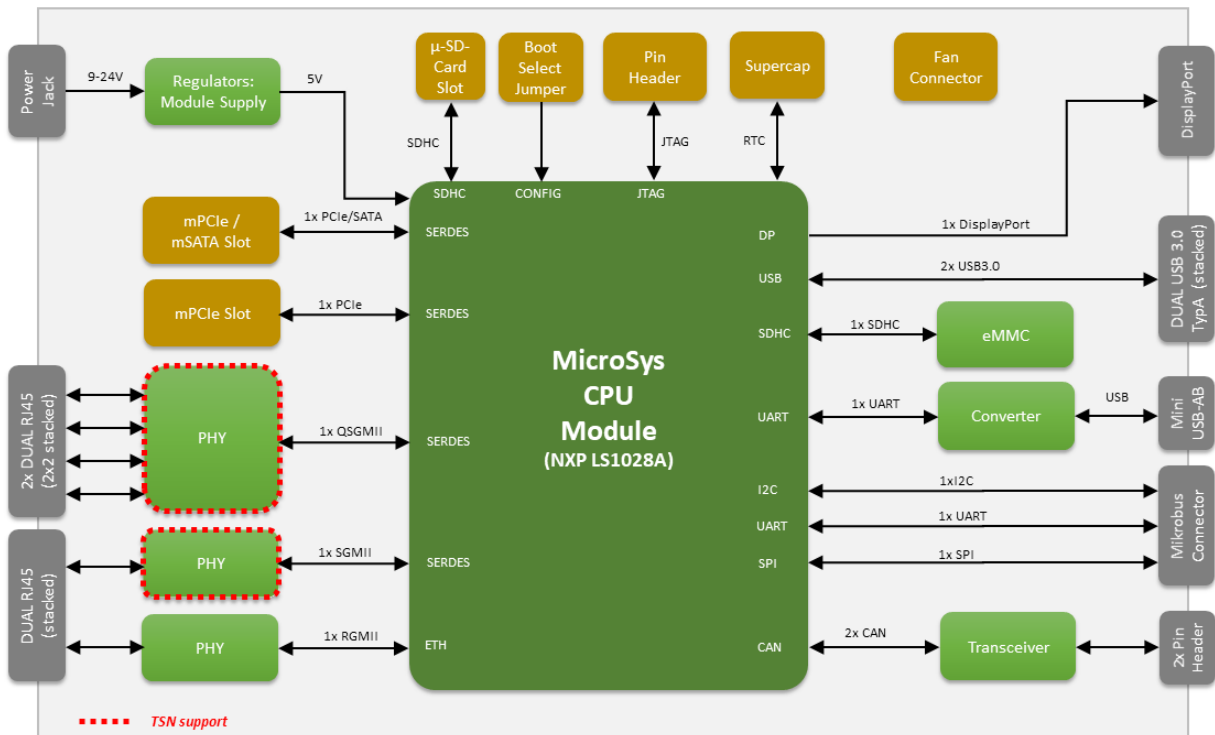 Power
Jack
9-24V
Regulators:
Module Supply
5V
µ-SD-
Card
Slot
Boot
Select
Jumper
Pin
Header
Supercap
Fan
Connector
DisplayPort
SDHC
JTAG
RTC
SDHC
CONFIG
JTAG
mPCIe /
mSATA Slot
1x PCIe/SATA
SERDES
DP
1x DisplayPort
USB
2x USB3.0
DUAL USB 3.0
TypA (stacked)
mPCIe Slot
1x PCIe
SERDES
SDHC
1x SDHC
eMMC
MicroSys
CPU
Module
(NXP LS1028A)
2x DUAL RJ45
(2x2 stacked)
PHY
1x QSGMII
SERDES
UART
1x UART
Converter
USB
Mini
USB-AB
I2C
1xI2C
UART
1x UART
SPI
1x SPI
Mikrobus
Connector
DUAL RJ45
(stacked)
PHY
1x SGMII
SERDES
PHY
1x RGMII
ETH
CAN
2x CAN
Transceiver
2x Pin
Header
TSN support